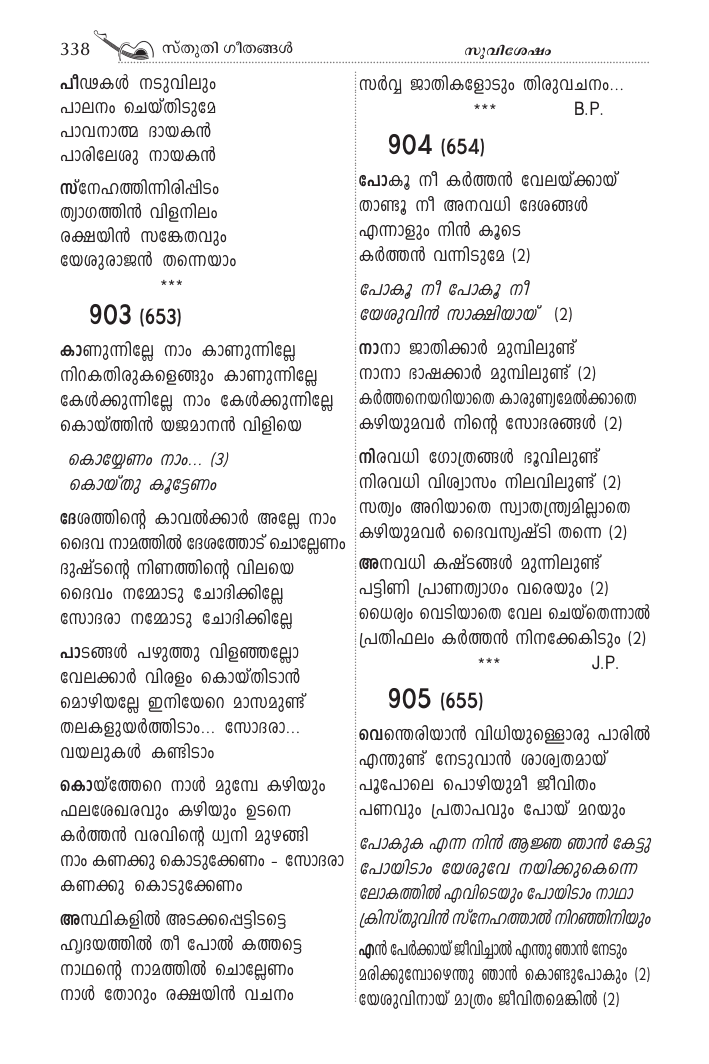 338 സ്തുതി ഗീതങ്ങൾ
സുവിശേഷം
പീഢകൾ നടുവിലും
പാലനം ചെയ്തിടുമേ
പാവനാത്മ ദായകൻ
പാരിലേശു നായകൻ
സ്നേഹത്തിന്നിരിപ്പിടം
ത്യാഗത്തിൻ വിളനിലം
രക്ഷയിൻ സങ്കേതവും
യേശുരാജൻ തന്നെയാം
***
903 (653)
കാണുന്നില്ലേ നാം കാണുന്നില്ലേ
നിറകതിരുകളെങ്ങും കാണുന്നില്ലേ
കേൾക്കുന്നില്ലേ നാം കേൾക്കുന്നില്ലേ
കൊയ്ത്തിൻ യജമാനൻ വിളിയെ
കൊയ്യേണം നാം... (3)
കൊയ്തു കൂട്ടേണം
ദേശത്തിന്റെ കാവൽക്കാർ അല്ലേ നാം
ദൈവ നാമത്തിൽ ദേശത്തോട് ചൊല്ലേണം
ദുഷ്ടന്റെ നിണത്തിന്റെ വിലയെ
ദൈവം നമ്മോടു ചോദിക്കില്ലേ
സോദരാ നമ്മോടു ചോദിക്കില്ലേ
പാടങ്ങൾ പഴുത്തു വിളഞ്ഞല്ലോ
വേലക്കാർ വിരളം കൊയ്തിടാൻ
മൊഴിയല്ലേ ഇനിയേറെ മാസമുണ്ട്
തലകളുയർത്തിടാം... സോദരാ...
വയലുകൾ കണ്ടിടാം
കൊയ്ത്തേറെ നാൾ മുമ്പേ കഴിയും
ഫലശേഖരവും കഴിയും ഉടനെ
കർത്തൻ വരവിന്റെ ധ്വനി മുഴങ്ങി
നാം കണക്കു കൊടുക്കേണം - സോദരാ
കണക്കു കൊടുക്കേണം
അസ്ഥികളിൽ അടക്കപ്പെട്ടിടട്ടെ
ഹൃദയത്തിൽ തീ പോൽ കത്തട്ടെ
നാഥന്റെ നാമത്തിൽ ചൊല്ലേണം
നാൾ തോറും രക്ഷയിൻ വചനം
സർവ്വ ജാതികളോടും തിരുവചനം...
*** B.P.
904 (654)
പോകൂ നീ കർത്തൻ വേലയ്ക്കായ്
താണ്ടൂ നീ അനവധി ദേശങ്ങൾ
എന്നാളും നിൻ കൂടെ
കർത്തൻ വന്നിടുമേ (2)
പോകൂ നീ പോകൂ നീ
യേശുവിൻ സാക്ഷിയായ് (2)
നാനാ ജാതിക്കാർ മുമ്പിലുണ്ട്
നാനാ ഭാഷക്കാർ മുമ്പിലുണ്ട് (2)
കർത്തനെയറിയാതെ കാരുണ്യമേൽക്കാതെ
കഴിയുമവർ നിന്റെ സോദരങ്ങൾ (2)
നിരവധി ഗോത്രങ്ങൾ ഭൂവിലുണ്ട്
നിരവധി വിശ്വാസം നിലവിലുണ്ട് (2)
സത്യം അറിയാതെ സ്വാതന്ത്ര്യമില്ലാതെ
കഴിയുമവർ ദൈവസൃഷ്ടി തന്നെ (2)
അനവധി കഷ്ടങ്ങൾ മുന്നിലുണ്ട്
പട്ടിണി പ്രാണത്യാഗം വരെയും (2)
ധൈര്യം വെടിയാതെ വേല ചെയ്തെന്നാൽ
പ്രതിഫലം കർത്തൻ നിനക്കേകിടും (2)
*** J.P.
905 (655)
വെന്തെരിയാൻ വിധിയുള്ളൊരു പാരിൽ
എന്തുണ്ട് നേടുവാൻ ശാശ്വതമായ്
പൂപോലെ പൊഴിയുമീ ജീവിതം
പണവും പ്രതാപവും പോയ് മറയും
പോകുക എന്ന നിൻ ആജ്ഞ ഞാൻ കേട്ടു
പോയിടാം യേശുവേ നയിക്കുകെന്നെ
ലോകത്തിൽ എവിടെയും പോയിടാം നാഥാ
ക്രിസ്തുവിൻ സ്നേഹത്താൽ നിറഞ്ഞിനിയും
എൻ പേർക്കായ് ജീവിച്ചാൽ എന്തു ഞാൻ നേടും
മരിക്കുമ്പോഴെന്തു ഞാൻ കൊണ്ടുപോകും (2)
യേശുവിനായ് മാത്രം ജീവിതമെങ്കിൽ (2)